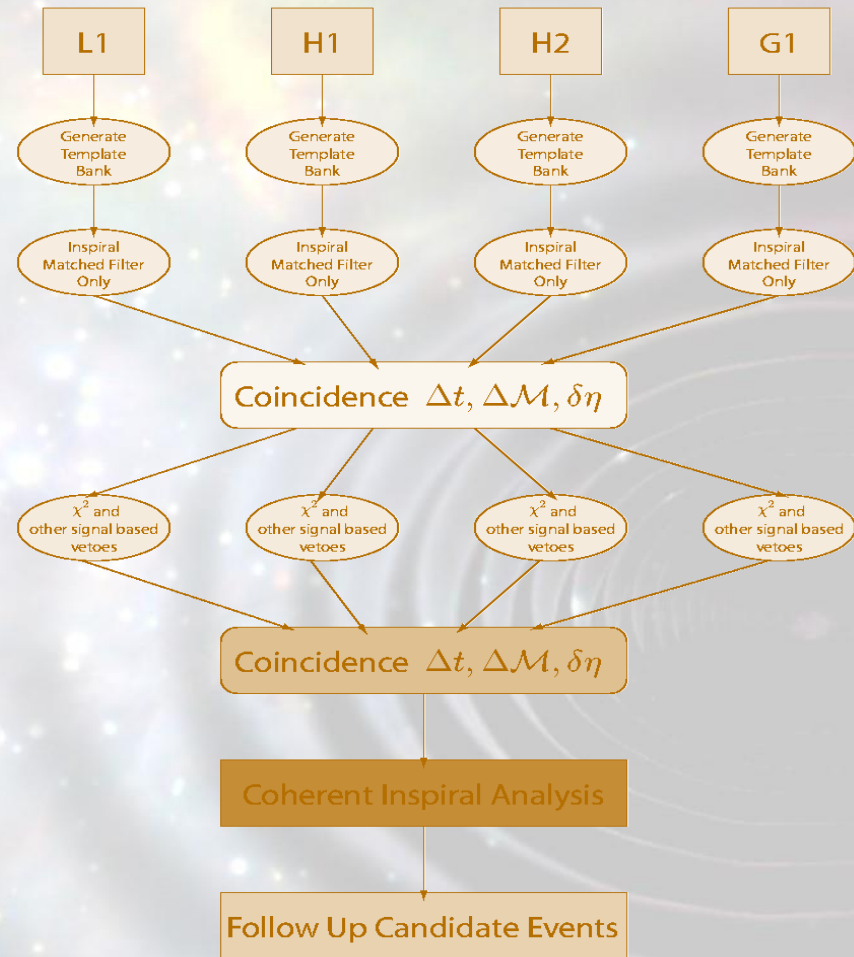 L1 H1 H2 G1
Generate
Template
Bank
Generate
Template
Bank
Generate
Template
Bank
Generate
Template
Bank
Inspiral
Matched Filter
Only
Inspiral
Matched Filter
Only
Inspiral
Matched Filter
Only
Inspiral
Matched Filter
Only
Coincidence Δt, Δℳ, δη
χ² and
other signal based
vetoes
χ² and
other signal based
vetoes
χ² and
other signal based
vetoes
χ² and
other signal based
vetoes
Coincidence Δt, Δℳ, δη
Coherent Inspiral Analysis
Follow Up Candidate Events